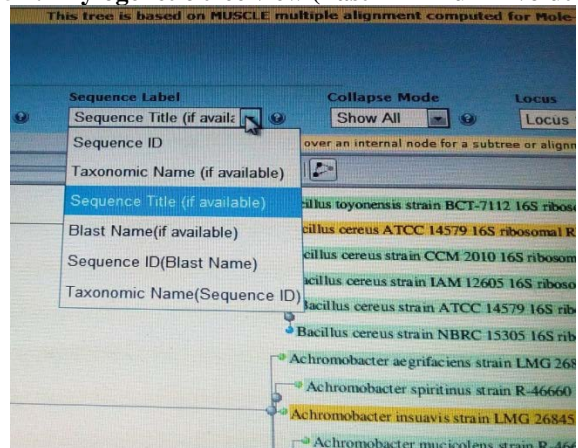 This tree is based on MUSCLE multiple alignment computed for Mole-
Sequence Label
Collapse Mode
Locus
Sequence Title (if availa
Show All
Locus
Sequence ID
over an internal node for a subtree or alignm
Taxonomic Name (if available)
Sequence Title (if available)
illus toyonensis strain BCT-7112 16S riboso
Blast Name(if available)
cillus cereus ATCC 14579 16S ribosomal R
Sequence ID(Blast Name)
cillus cereus strain CCM 2010 16S ribosom
Taxonomic Name(Sequence ID)
acillus cereus strain IAM 12605 16S riboso
Bacillus cereus strain ATCC 14579 16S rib
Bacillus cereus strain NBRC 15305 16S rib
Achromobacter aegrifaciens strain LMG 268
Achromobacter spiritinus strain R-46660
Achromobacter insuavis strain LMG 26845
Achromobacter mucicolens strain R-466